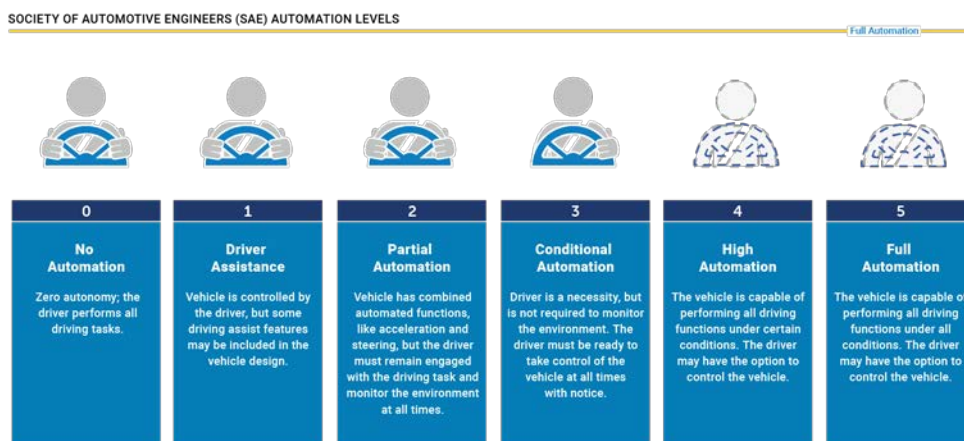 SOCIETY OF AUTOMOTIVE ENGINEERS (SAE) AUTOMATION LEVELS
Full Automation
0
No
Automation
Zero autonomy; the
driver performs all
driving tasks.
1
Driver
Assistance
Vehicle is controlled by
the driver, but some
driving assist features
may be included in the
vehicle design.
2
Partial
Automation
Vehicle has combined
automated functions,
like acceleration and
steering, but the driver
must remain engaged
with the driving task and
monitor the environment
at all times.
3
Conditional
Automation
Driver is a necessity, but
is not required to monitor
the environment. The
driver must be ready to
take control of the
vehicle at all times
with notice.
4
High
Automation
The vehicle is capable of
performing all driving
functions under certain
conditions. The driver
may have the option to
control the vehicle.
5
Full
Automation
The vehicle is capable of
performing all driving
functions under all
conditions. The driver
may have the option to
control the vehicle.